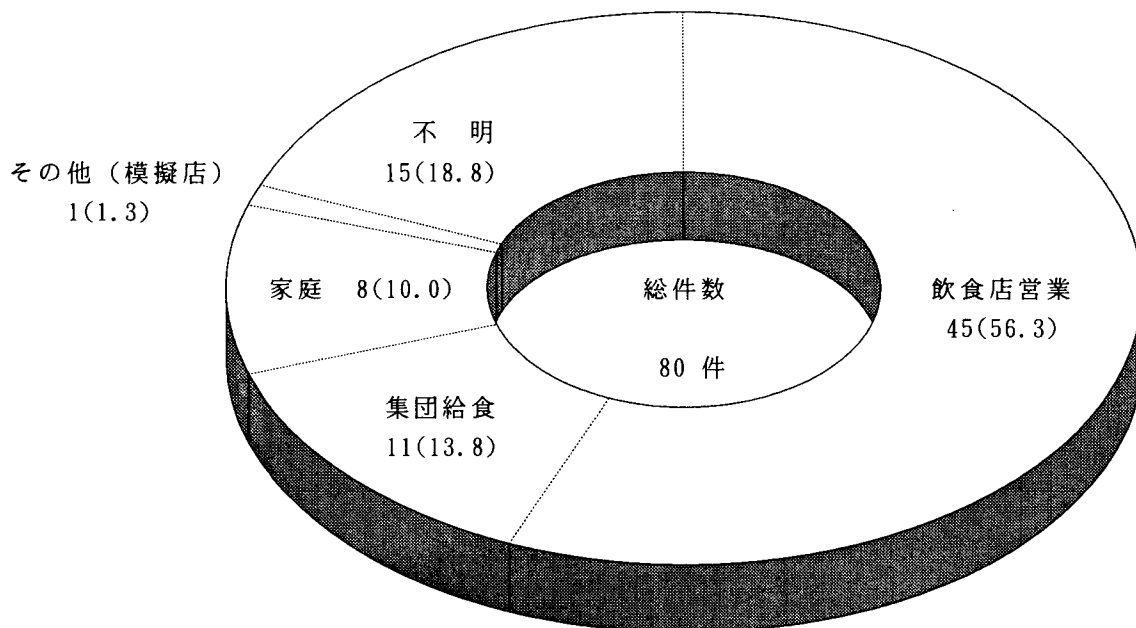 不 明
15(18.8)
その他（模擬店）
1(1.3)
家庭 8(10.0)
総件数
80 件
飲食店営業
45(56.3)
集団給食
11(13.8)